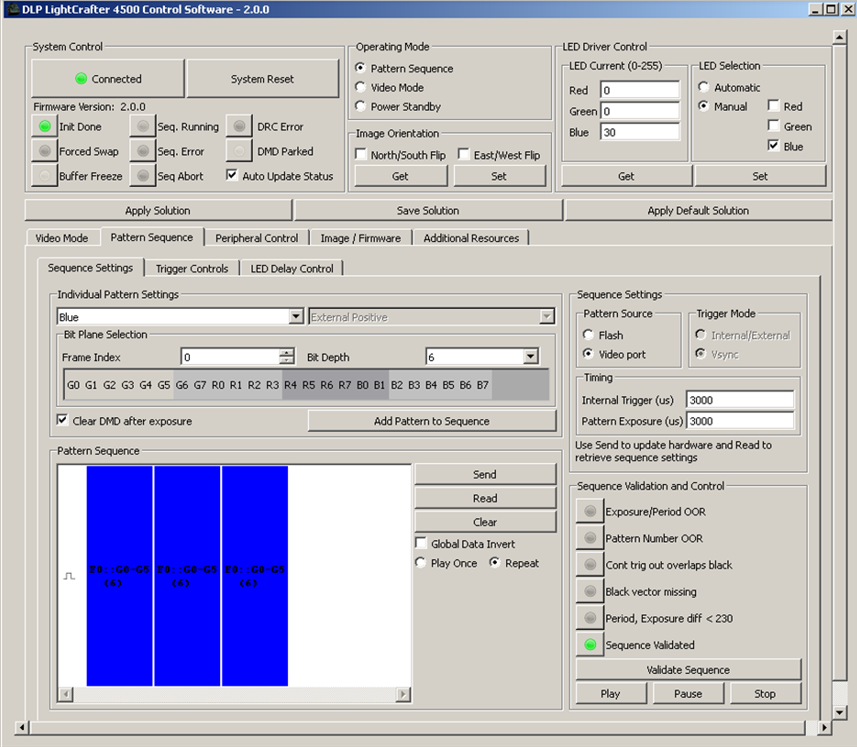 DLP LightCrafter 4500 Control Software - 2.0.0
System Control
Connected
System Reset
Firmware Version: 2.0.0
Init Done
Seq. Running
DRC Error
Forced Swap
Seq. Error
DMD Parked
Buffer Freeze
Seq Abort
Auto Update Status
Operating Mode
Pattern Sequence
Video Mode
Power Standby
Image Orientation
North/South Flip
East/West Flip
Get
Set
LED Driver Control
LED Current (0-255)
Red 0
Green 0
Blue 30
LED Selection
Automatic
Manual
Red
Green
Blue
Get
Set
Apply Solution
Save Solution
Apply Default Solution
Video Mode
Pattern Sequence
Peripheral Control
Image / Firmware
Additional Resources
Sequence Settings
Trigger Controls
LED Delay Control
Individual Pattern Settings
Blue
External Positive
Bit Plane Selection
Frame Index 0
Bit Depth 6
G0 G1 G2 G3 G4 G5 G6 G7 R0 R1 R2 R3 R4 R5 R6 R7 B0 B1 B2 B3 B4 B5 B6 B7
Clear DMD after exposure
Add Pattern to Sequence
Pattern Sequence
F0::G0-G5
(6)
F0::G0-G5
(6)
F0::G0-G5
(6)
Send
Read
Clear
Global Data Invert
Play Once
Repeat
Sequence Settings
Pattern Source
Flash
Video port
Trigger Mode
Internal/External
Vsync
Timing
Internal Trigger (us) 3000
Pattern Exposure (us) 3000
Use Send to update hardware and Read to
retrieve sequence settings
Sequence Validation and Control
Exposure/Period OOR
Pattern Number OOR
Cont trig out overlaps black
Black vector missing
Period, Exposure diff < 230
Sequence Validated
Validate Sequence
Play
Pause
Stop